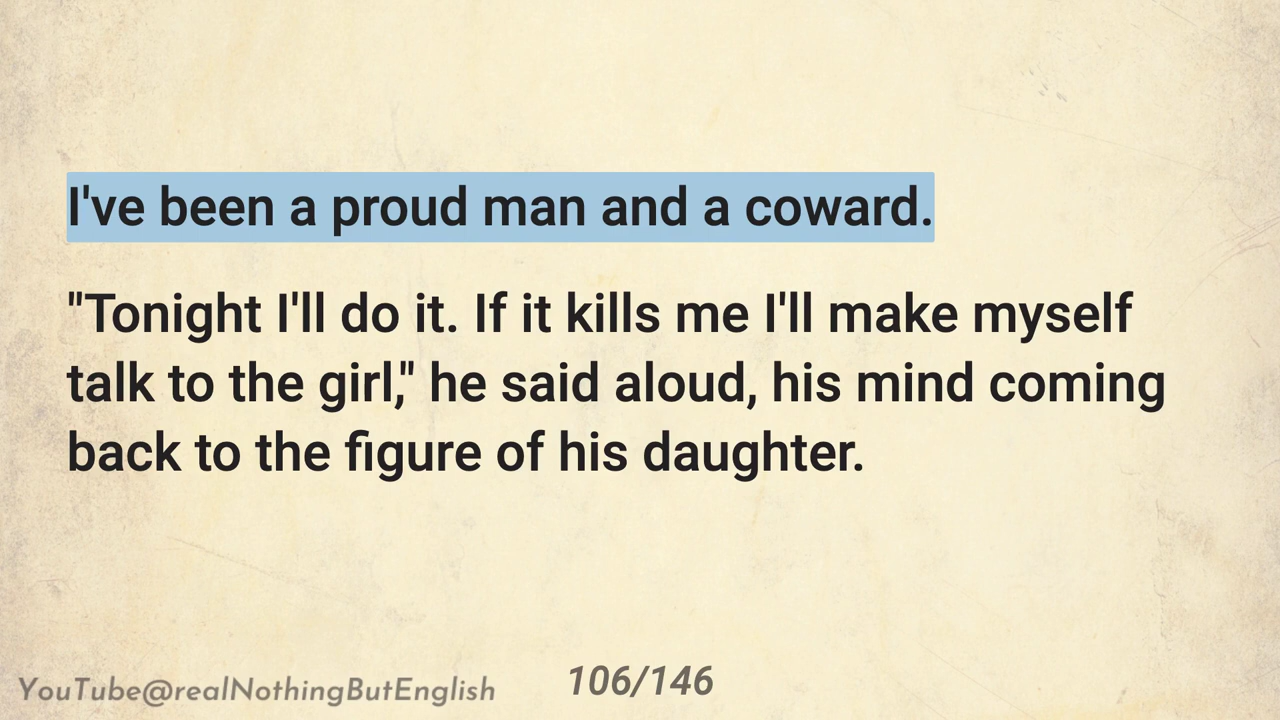 I've been a proud man and a coward.
"Tonight I'll do it. If it kills me I'll make myself
talk to the girl," he said aloud, his mind coming
back to the figure of his daughter.
YouTube@realNothingButEnglish
106/146